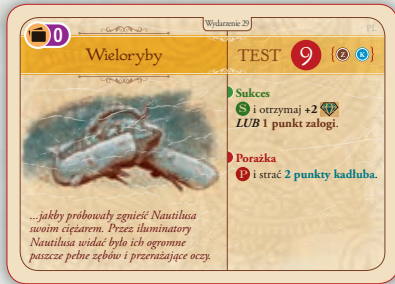 Wydarzenie 29
PL
0
Wieloryby
TEST 9 { Z K }
Sukces
S i otrzymaj +2
LUB 1 punkt załogi.
Porażka
P i strać 2 punkty kadłuba.
...jakby próbowały zgnieść Nautilusa
swoim ciężarem. Przez iluminatory
Nautilusa widać było ich ogromne
paszcze pełne zębów i przerażające oczy.